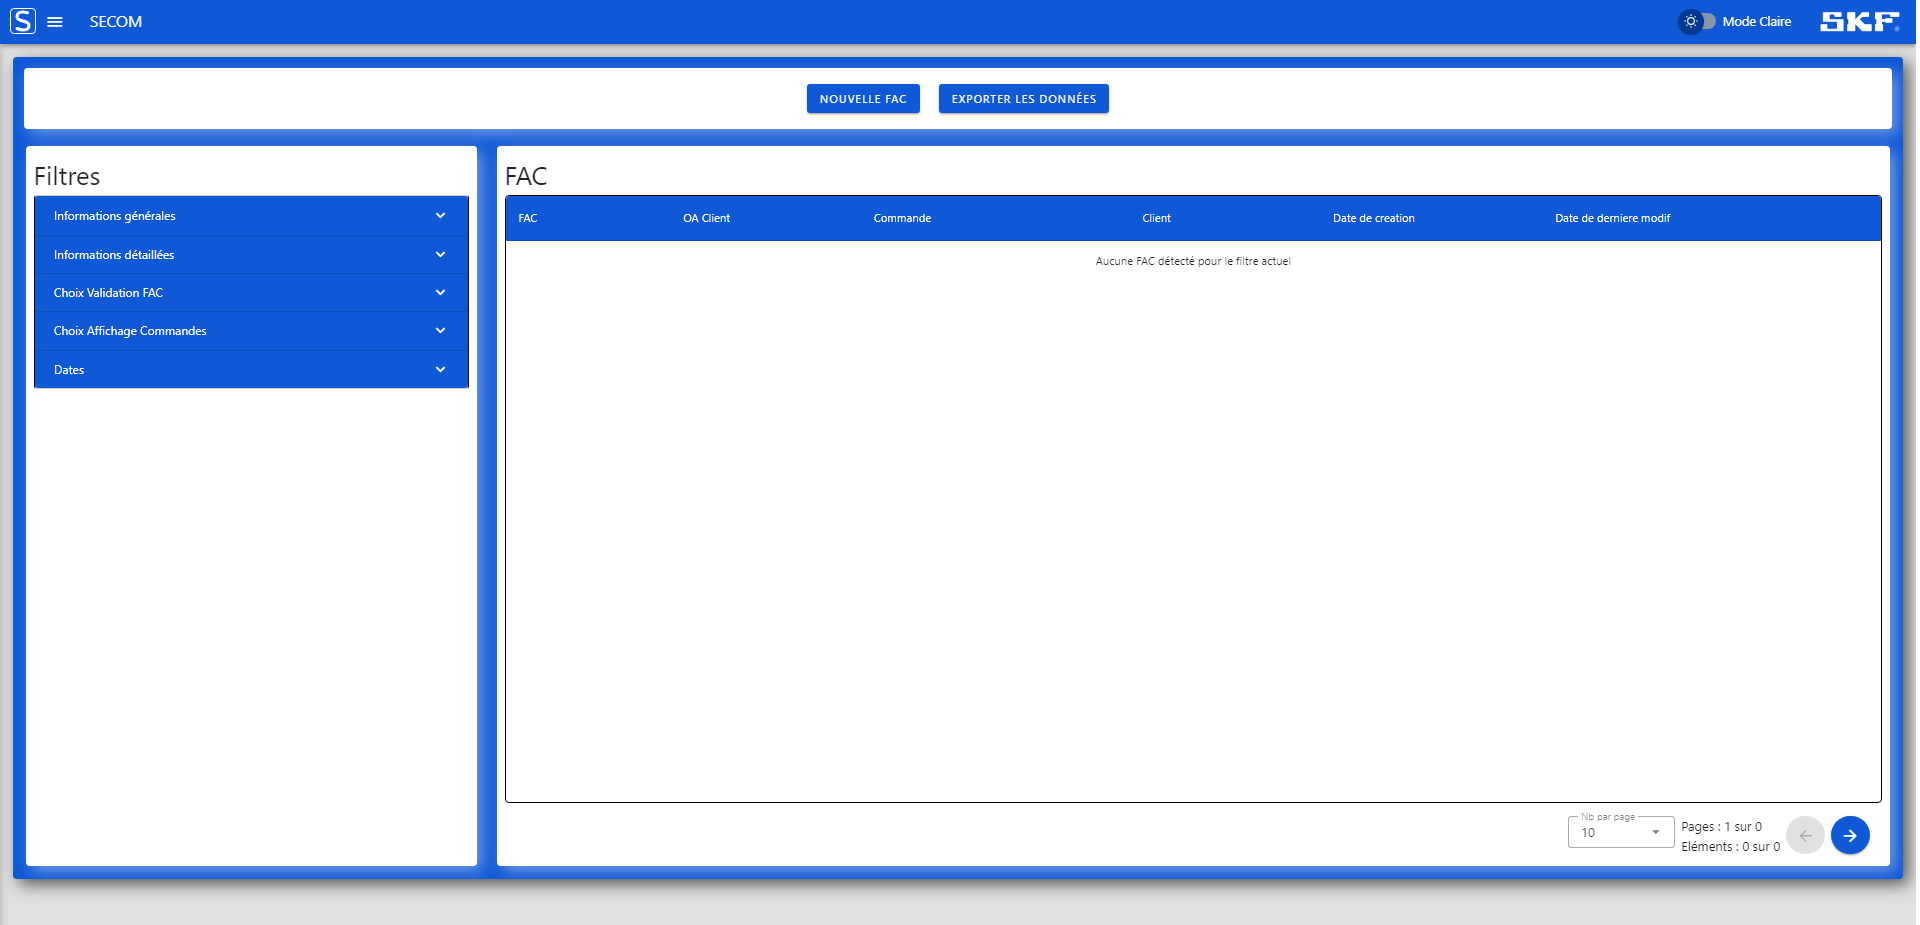 S SECOM Mode Claire SKF
NOUVELLE FAC EXPORTER LES DONNÉES
Filtres
Informations générales
Informations détaillées
Choix Validation FAC
Choix Affichage Commandes
Dates
FAC
FAC OA Client Commande Client Date de creation Date de derniere modif
Aucune FAC détecté pour le filtre actuel
Nb par page
10
Pages : 1 sur 0
Eléments : 0 sur 0